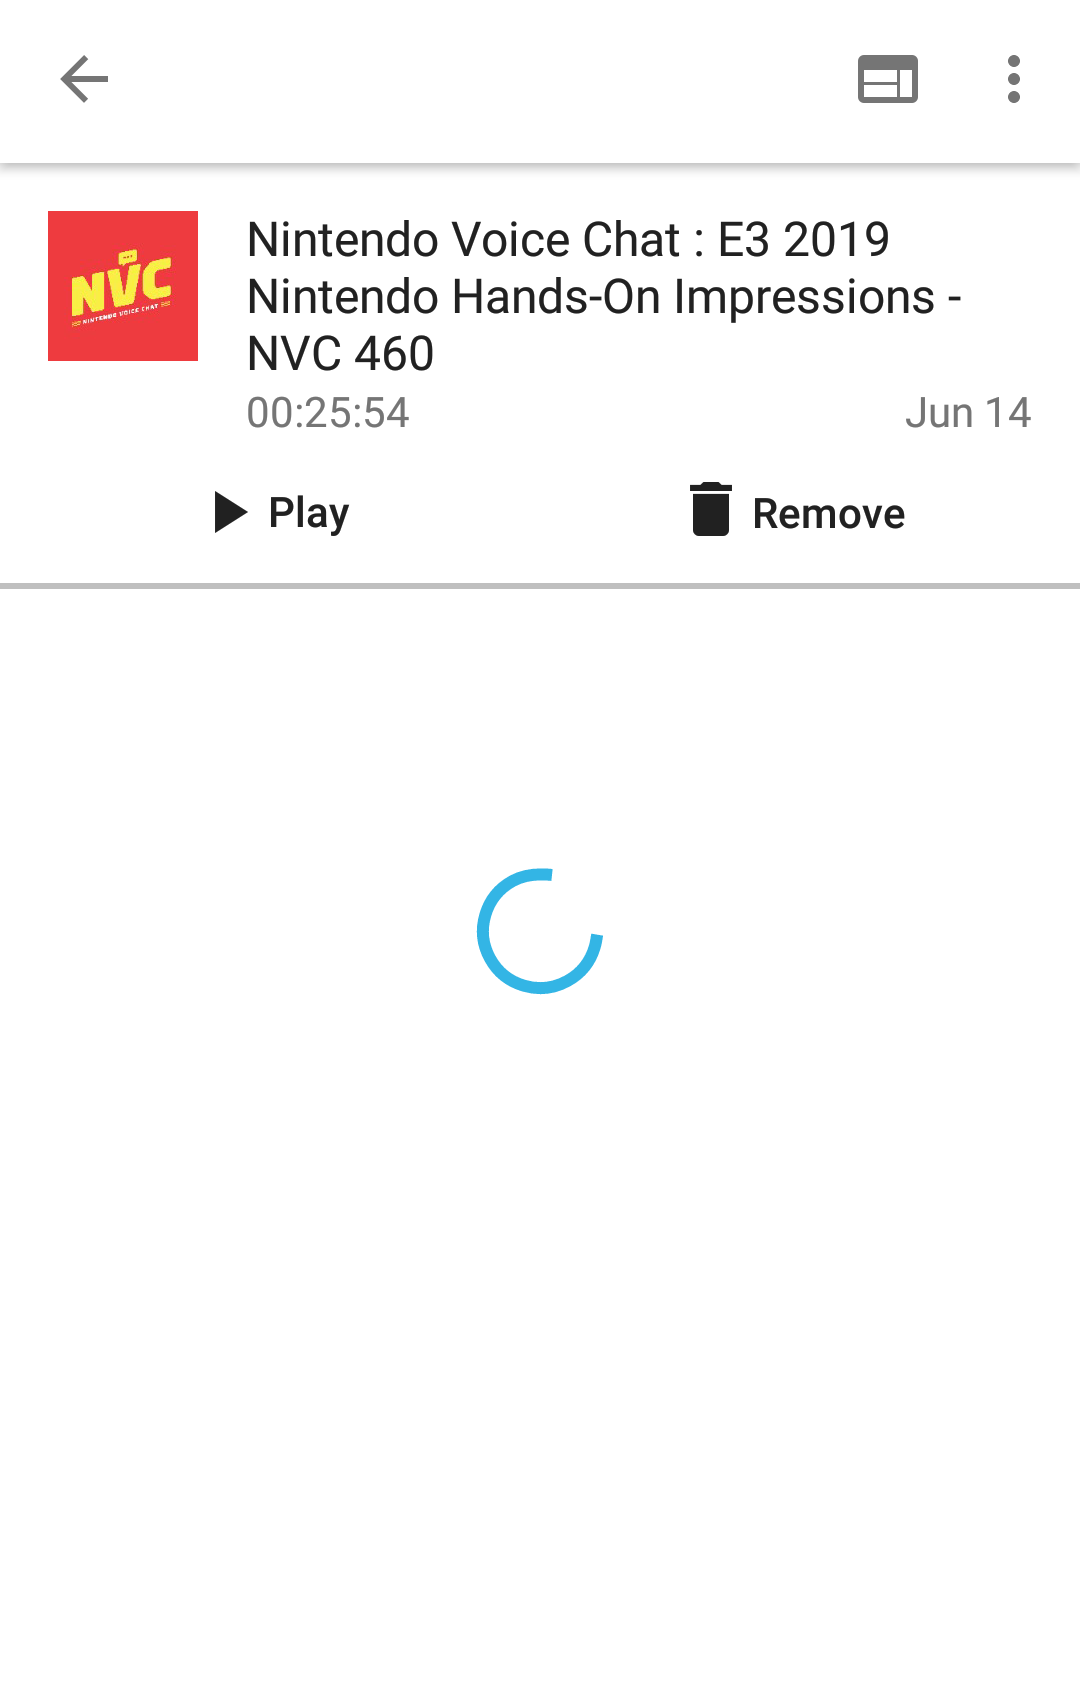 NVC
NINTENDO VOICE CHAT
Nintendo Voice Chat : E3 2019
Nintendo Hands-On Impressions -
NVC 460
00:25:54
Jun 14
Play
Remove